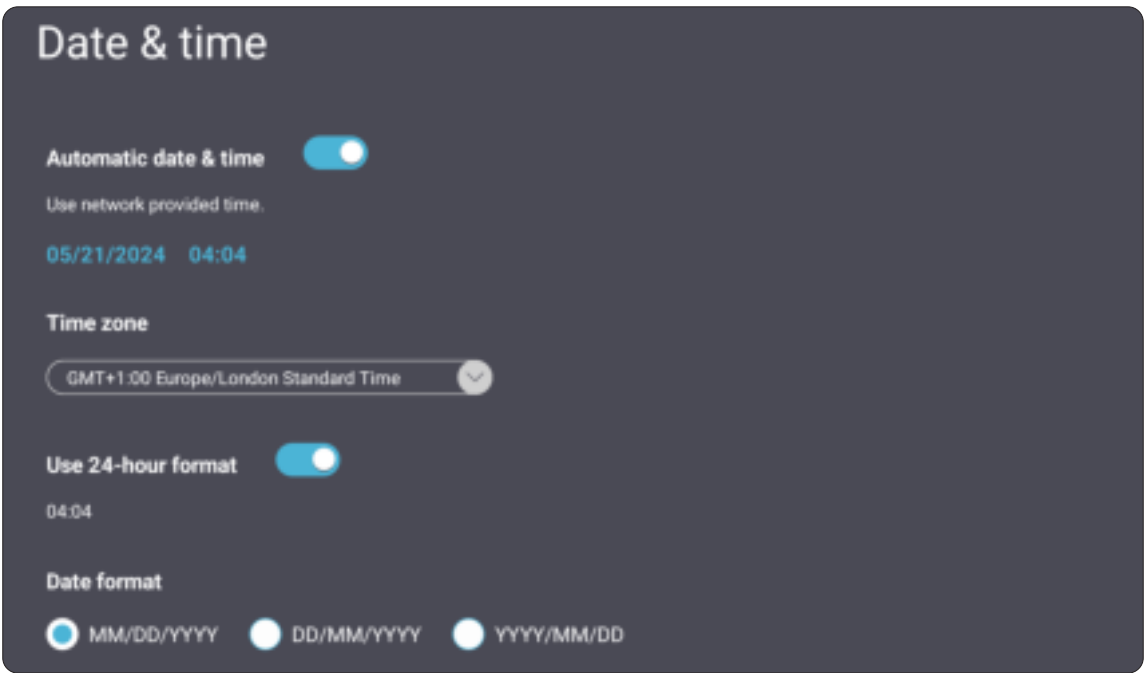 Date & time
Automatic date & time
Use network provided time.
05/21/2024 04:04
Time zone
GMT+1:00 Europe/London Standard Time
Use 24-hour format
04:04
Date format
MM/DD/YYYY DD/MM/YYYY YYYY/MM/DD